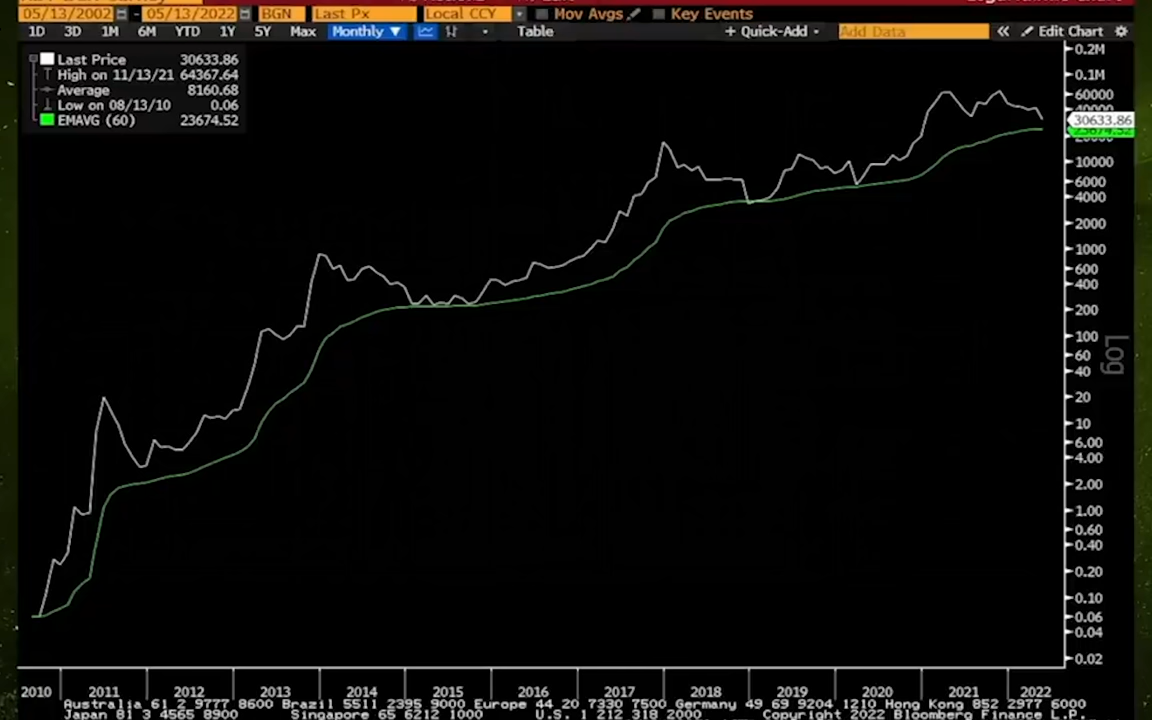 05/13/2002 - 05/13/2022 BGN Last Px Local CCY Mov Avgs Key Events
1D 3D 1M 6M YTD 1Y 5Y Max Monthly ▼ Table + Quick-Add Add Data « Edit Chart
Last Price 30633.86
High on 11/13/21 64367.64
Average 8160.68
Low on 08/13/10 0.06
EMAVG (60) 23674.52
0.2M
0.1M
60000
40000
30633.86
23674.52
20000
10000
6000
4000
2000
1000
600
400
200
100
60
40
20
10
6.00
4.00
2.00
1.00
0.60
0.40
0.20
0.10
0.06
0.04
0.02
Log
2010 2011 2012 2013 2014 2015 2016 2017 2018 2019 2020 2021 2022
Australia 61 2 9777 8600 Brazil 5511 2395 9000 Europe 44 20 7330 7500 Germany 49 69 9204 1210 Hong Kong 852 2977 6000
Japan 81 3 4565 8900 Singapore 65 6212 1000 U.S. 1 212 318 2000 Copyright 2022 Bloomberg Finance L.P.